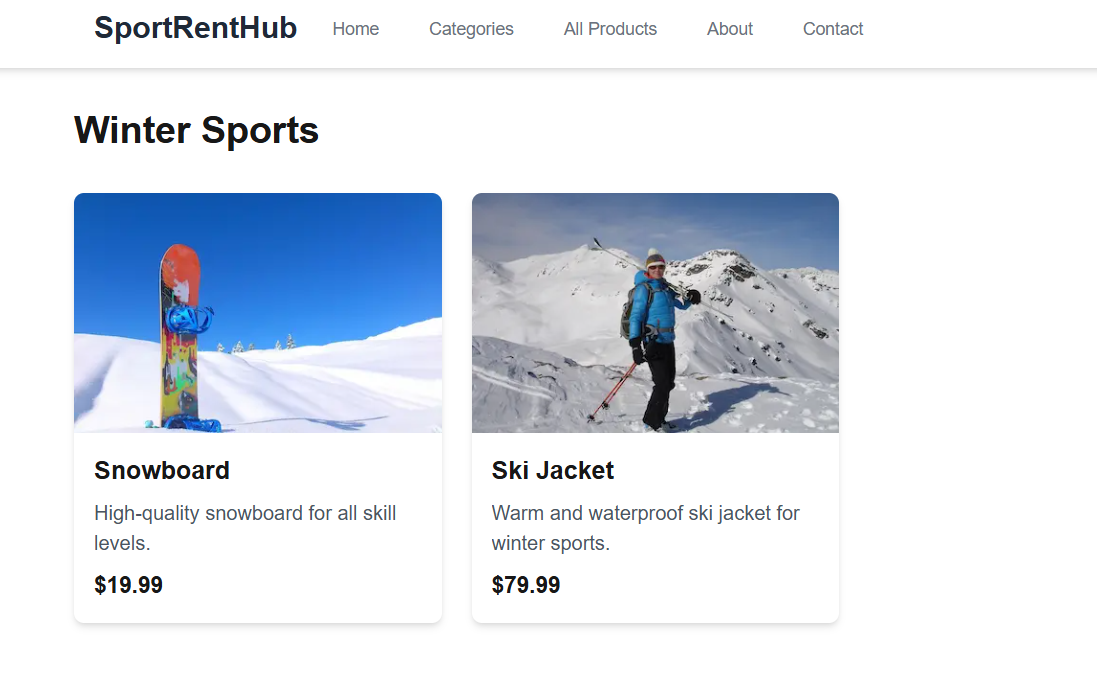 SportRentHub Home Categories All Products About Contact
Winter Sports
Snowboard
High-quality snowboard for all skill
levels.
$19.99
Ski Jacket
Warm and waterproof ski jacket for
winter sports.
$79.99